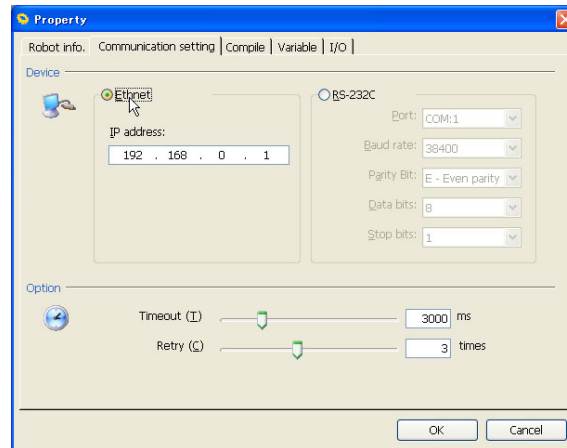 Property
Robot info. Communication setting Compile Variable I/O
Device
Ethnet
IP address:
192 . 168 . 0 . 1
RS-232C
Port: COM:1
Baud rate: 38400
Parity Bit: E - Even parity
Data bits: 8
Stop bits: 1
Option
Timeout (T) 3000 ms
Retry (C) 3 times
OK Cancel